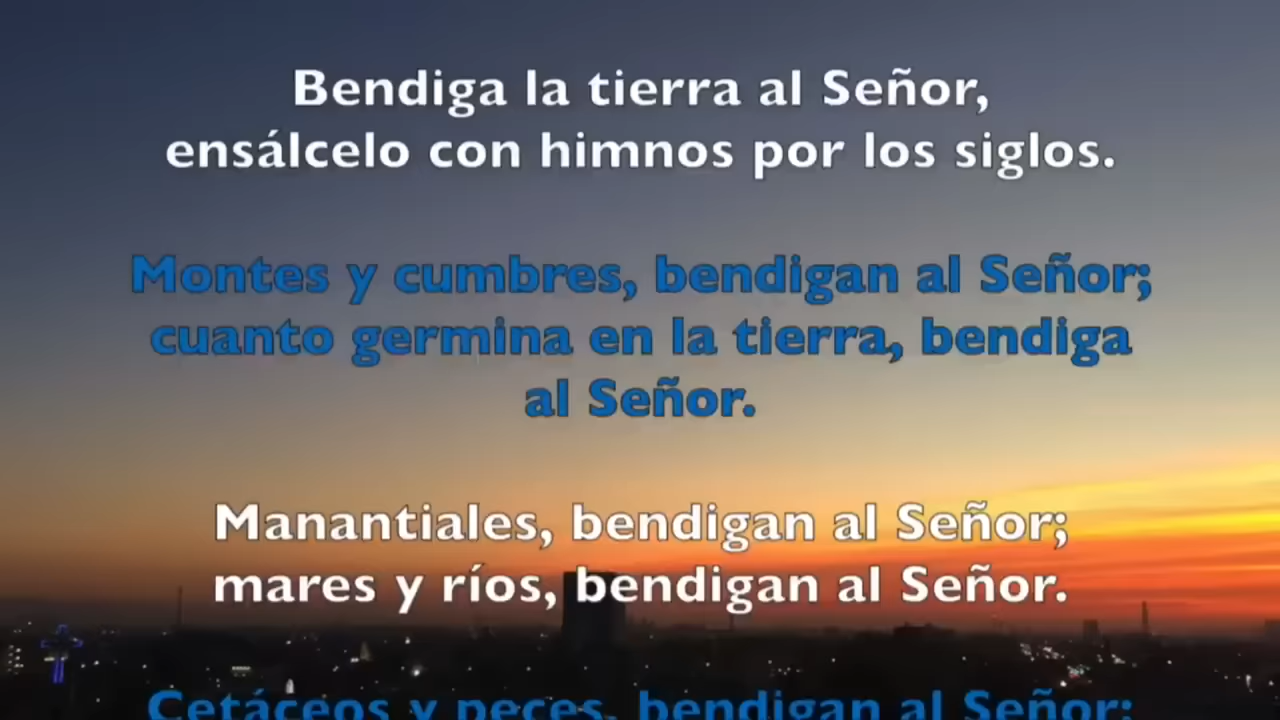 Bendiga la tierra al Señor,
ensálcelo con himnos por los siglos.
Montes y cumbres, bendigan al Señor;
cuanto germina en la tierra, bendiga
al Señor.
Manantiales, bendigan al Señor;
mares y ríos, bendigan al Señor.
Cetáceos y peces, bendigan al Señor;